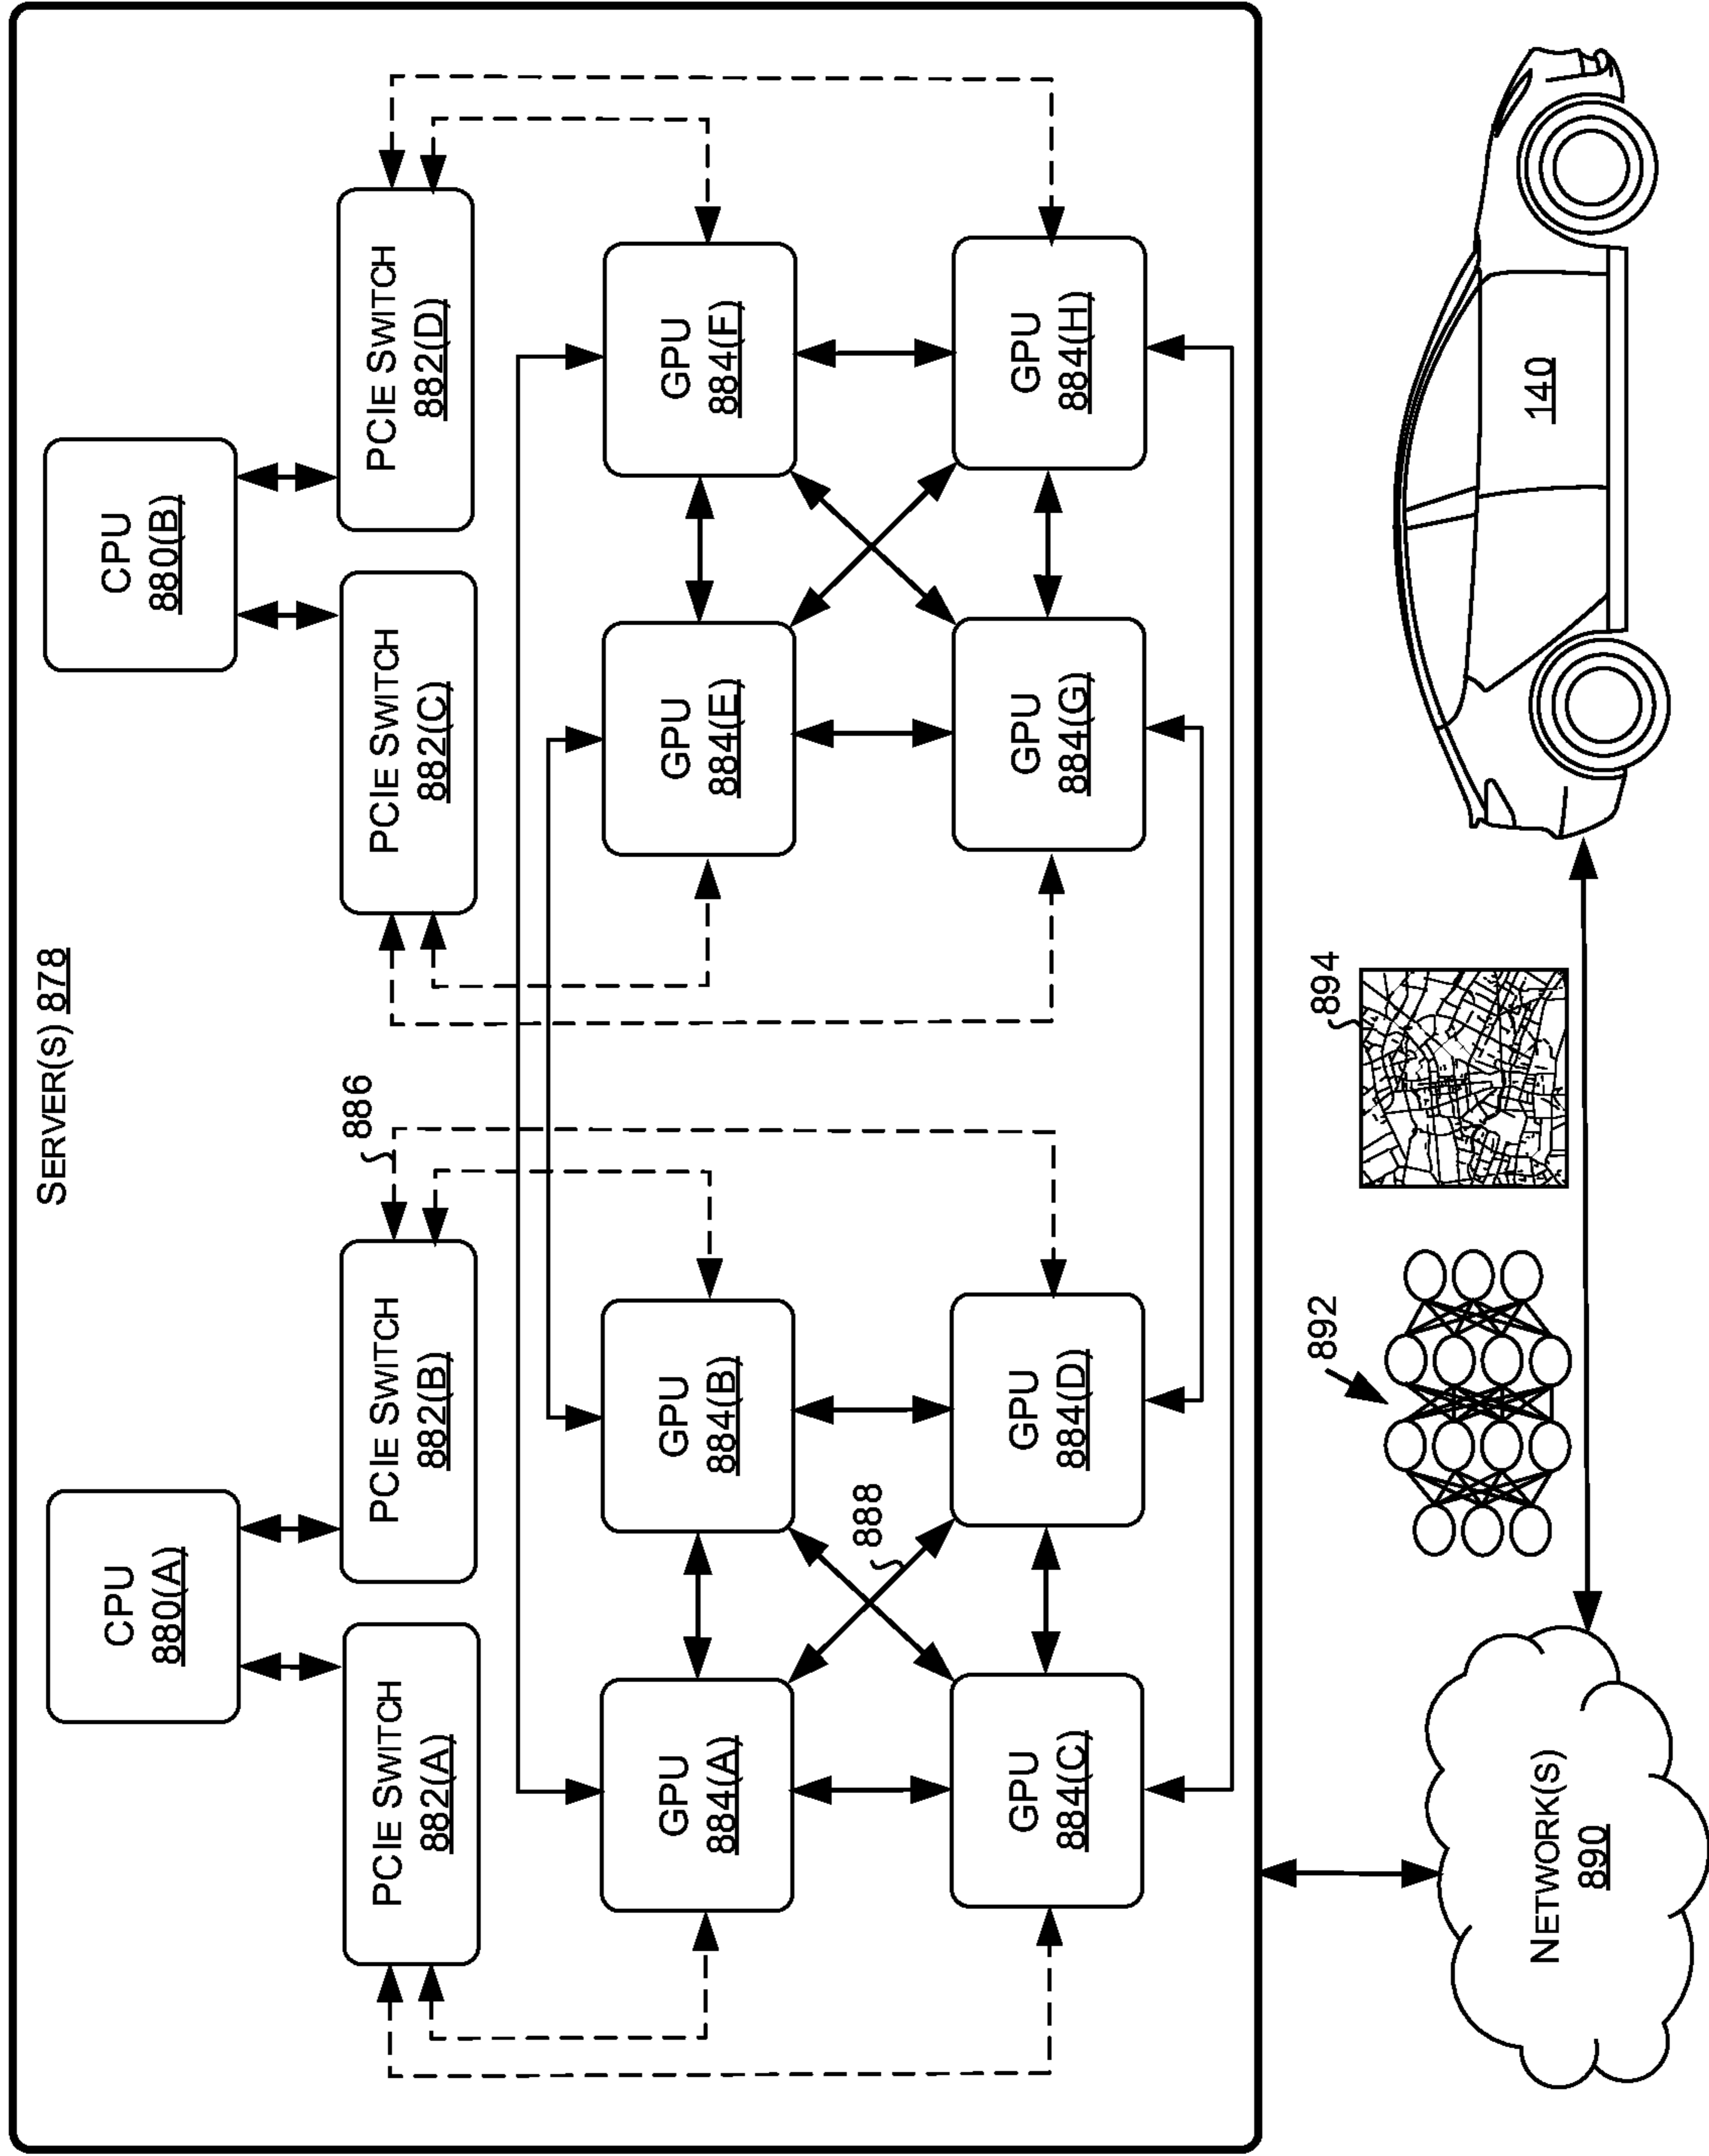 SERVER(S) 878
CPU
880(A)
CPU
880(B)
PCIE SWITCH
882(A)
PCIE SWITCH
882(B)
PCIE SWITCH
882(C)
PCIE SWITCH
882(D)
886
GPU
884(A)
GPU
884(B)
GPU
884(E)
GPU
884(F)
888
GPU
884(C)
GPU
884(D)
GPU
884(G)
GPU
884(H)
NETWORK(S)
890
892
894
140